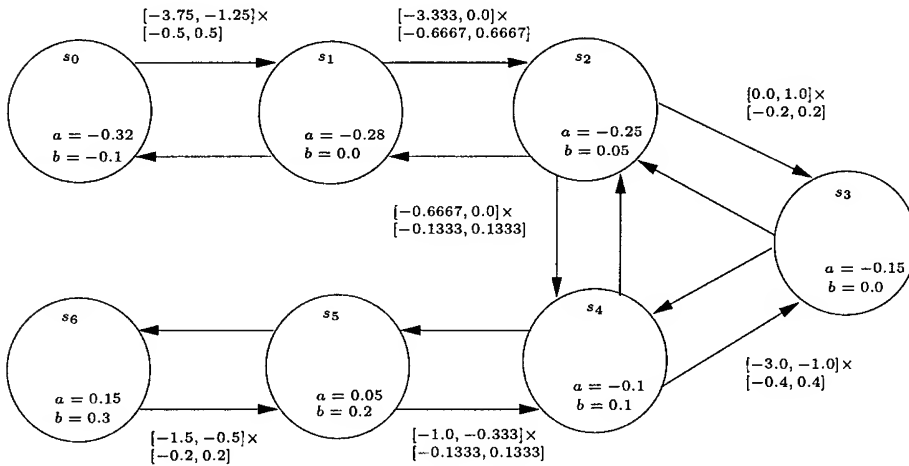 [−3.75, −1.25]×
[−0.5, 0.5]
[−3.333, 0.0]×
[−0.6667, 0.6667]
s0
a = −0.32
b = −0.1
s1
a = −0.28
b = 0.0
s2
a = −0.25
b = 0.05
[0.0, 1.0]×
[−0.2, 0.2]
[−0.6667, 0.0]×
[−0.1333, 0.1333]
s3
a = −0.15
b = 0.0
s6
a = 0.15
b = 0.3
s5
a = 0.05
b = 0.2
s4
a = −0.1
b = 0.1
[−3.0, −1.0]×
[−0.4, 0.4]
[−1.5, −0.5]×
[−0.2, 0.2]
[−1.0, −0.333]×
[−0.1333, 0.1333]